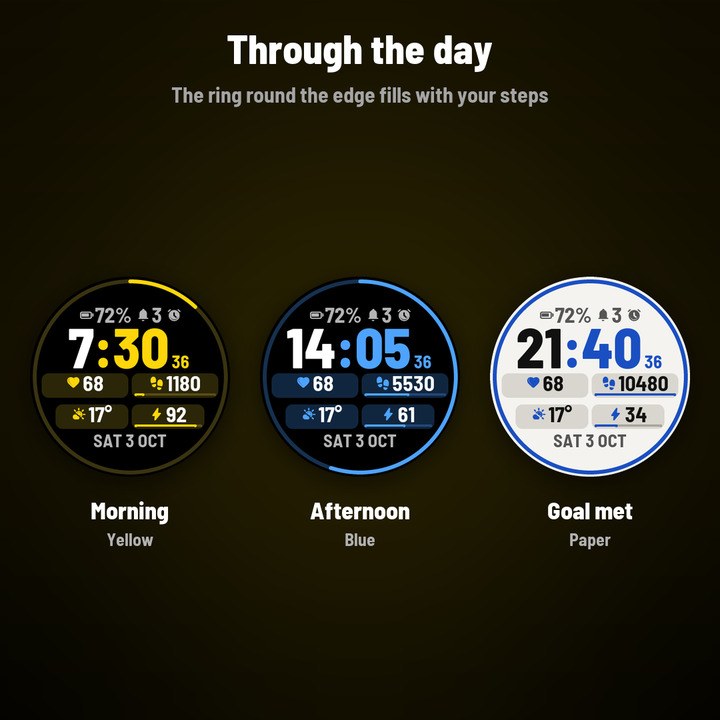 Through the day
The ring round the edge fills with your steps
72% 3
7:30 36
68 1180
17° 92
SAT 3 OCT
72% 3
14:05 36
68 5530
17° 61
SAT 3 OCT
72% 3
21:40 36
68 10480
17° 34
SAT 3 OCT
Morning
Yellow
Afternoon
Blue
Goal met
Paper